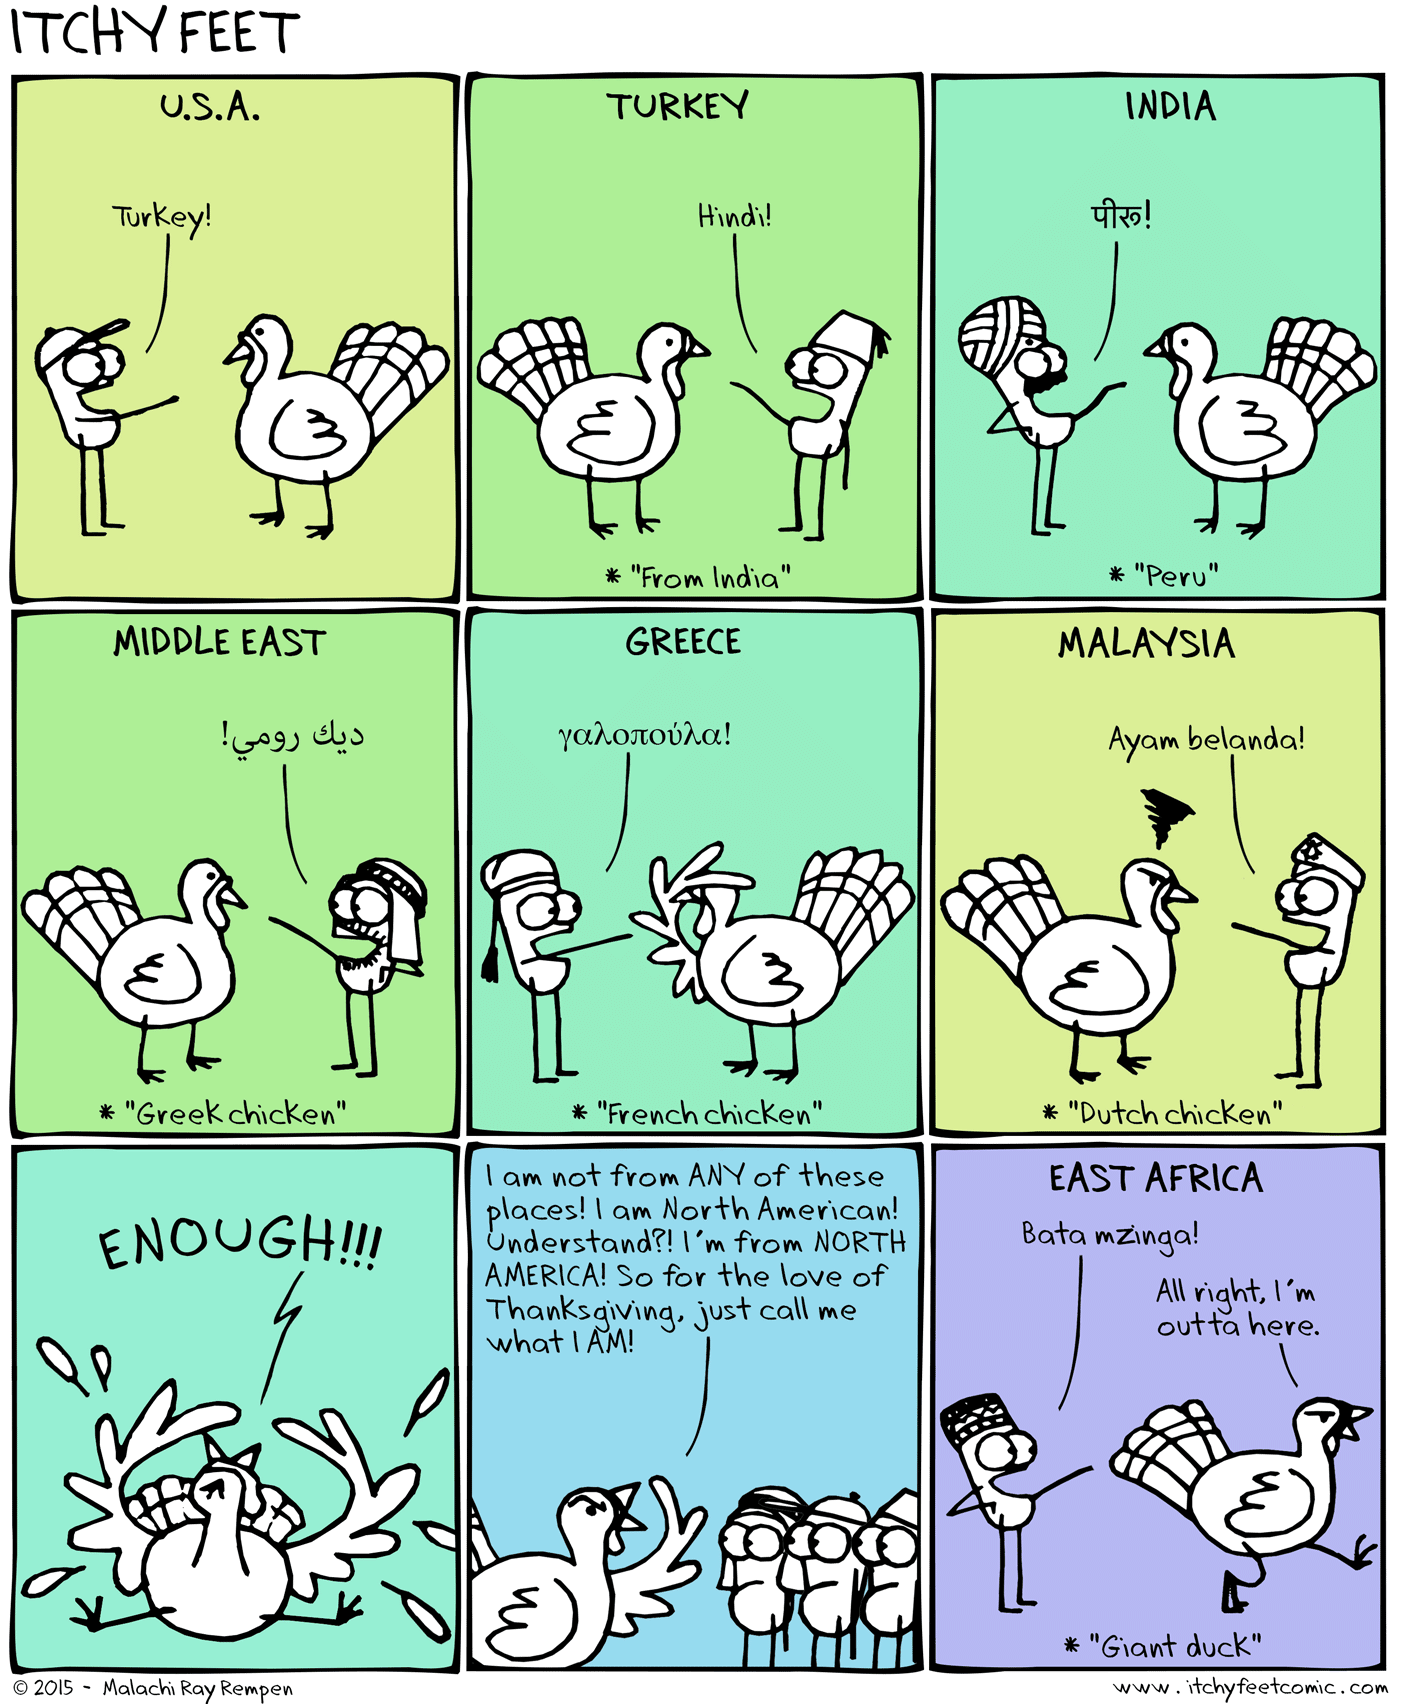 ITCHY FEET
U.S.A.
Turkey!
TURKEY
Hindi!
* "From India"
INDIA
पीरू!
* "Peru"
MIDDLE EAST
ديك رومي!
* "Greek chicken"
GREECE
γαλοπούλα!
* "French chicken"
MALAYSIA
Ayam belanda!
* "Dutch chicken"
ENOUGH!!!
I am not from ANY of these
places! I am North American!
Understand?! I'm from NORTH
AMERICA! So for the love of
Thanksgiving, just call me
what I AM!
EAST AFRICA
Bata mzinga!
All right, I'm
outta here.
* "Giant duck"
© 2015 - Malachi Ray Rempen
www.itchyfeetcomic.com